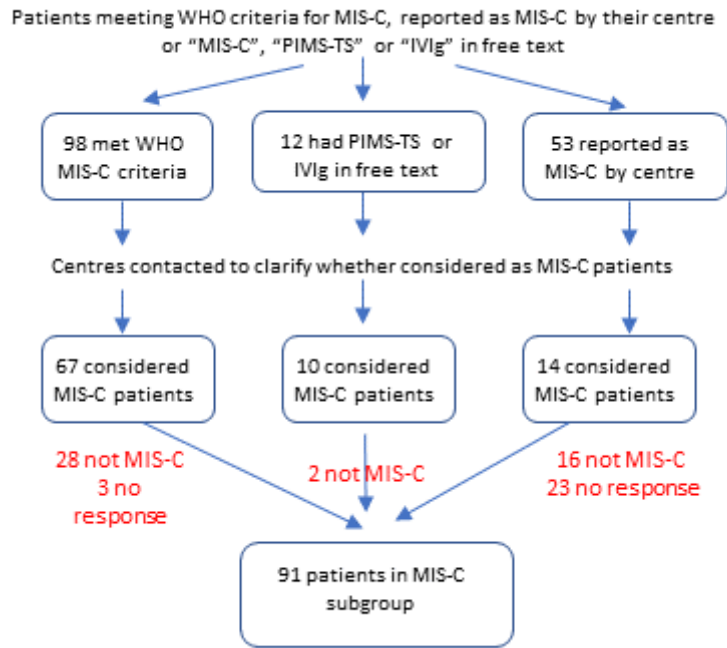 Patients meeting WHO criteria for MIS-C, reported as MIS-C by their centre
or “MIS-C”, “PIMS-TS” or “IVIg” in free text
98 met WHO
MIS-C criteria
12 had PIMS-TS or
IVIg in free text
53 reported as
MIS-C by centre
Centres contacted to clarify whether considered as MIS-C patients
67 considered
MIS-C patients
10 considered
MIS-C patients
14 considered
MIS-C patients
28 not MIS-C
3 no
response
2 not MIS-C
16 not MIS-C
23 no response
91 patients in MIS-C
subgroup